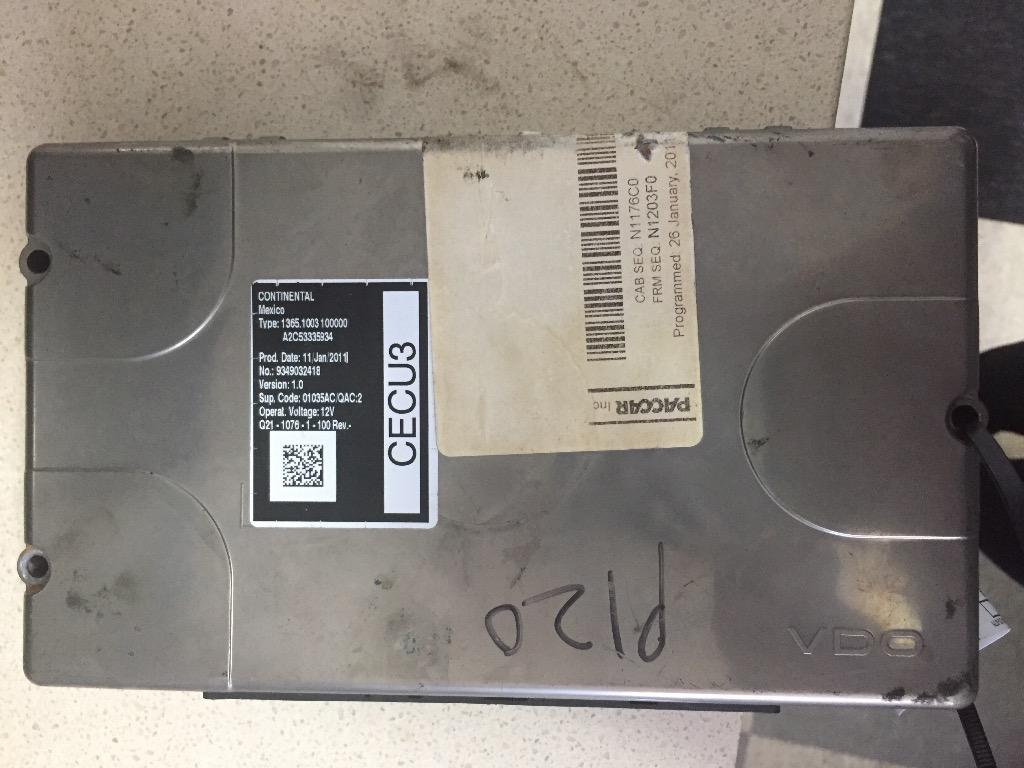 CONTINENTAL
Mexico
Type: 1365.1003 100000
A2C53335934
Prod. Date: 11/Jan/2011
No.: 9349032418
Version: 1.0
Sup. Code: 01035AC/QAC:2
Operat. Voltage: 12V
Q21 - 1076 - 1 - 100 Rev.-
CECU3
PACCAR Inc
CAB SEQ. N1176C0
FRM SEQ. N1203F0
Programmed: 26 January, 201
P120
VDO